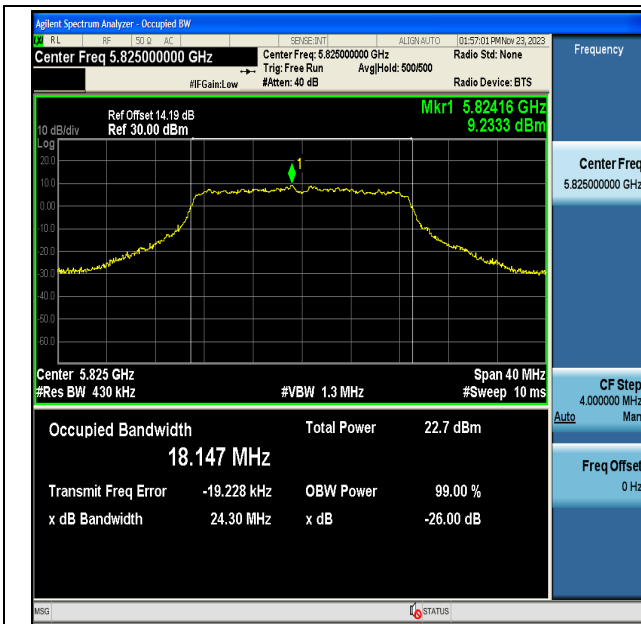 Agilent Spectrum Analyzer - Occupied BW
RL RF 50 Ω AC SENSE:INT ALIGN AUTO 01:57:01 PM Nov 23, 2023
Center Freq 5.825000000 GHz
Center Freq: 5.825000000 GHz
Radio Std: None
Trig: Free Run Avg|Hold: 500/500
#IFGain:Low
#Atten: 40 dB
Radio Device: BTS
Ref Offset 14.19 dB
Mkr1 5.82416 GHz
10 dB/div Ref 30.00 dBm
9.2333 dBm
Log
20.0
10.0
0.00
-10.0
-20.0
-30.0
-40.0
-50.0
-60.0
1
Center 5.825 GHz
Span 40 MHz
#Res BW 430 kHz
#VBW 1.3 MHz
#Sweep 10 ms
Occupied Bandwidth
Total Power 22.7 dBm
18.147 MHz
Transmit Freq Error -19.228 kHz
OBW Power 99.00 %
x dB Bandwidth 24.30 MHz
x dB -26.00 dB
MSG
STATUS
Frequency
Center Freq
5.825000000 GHz
CF Step
4.000000 MHz
Auto Man
Freq Offset
0 Hz